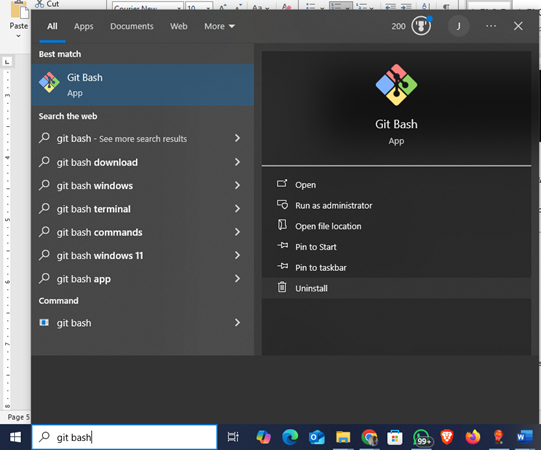 Cut
Paste
Courier New
10
All Apps Documents Web More 200 J
Best match
Git Bash
App
Search the web
git bash - See more search results
git bash download
git bash windows
git bash terminal
git bash commands
git bash windows 11
git bash app
Command
git bash
Git Bash
App
Open
Run as administrator
Open file location
Pin to Start
Pin to taskbar
Uninstall
Page 5
git bash
99+